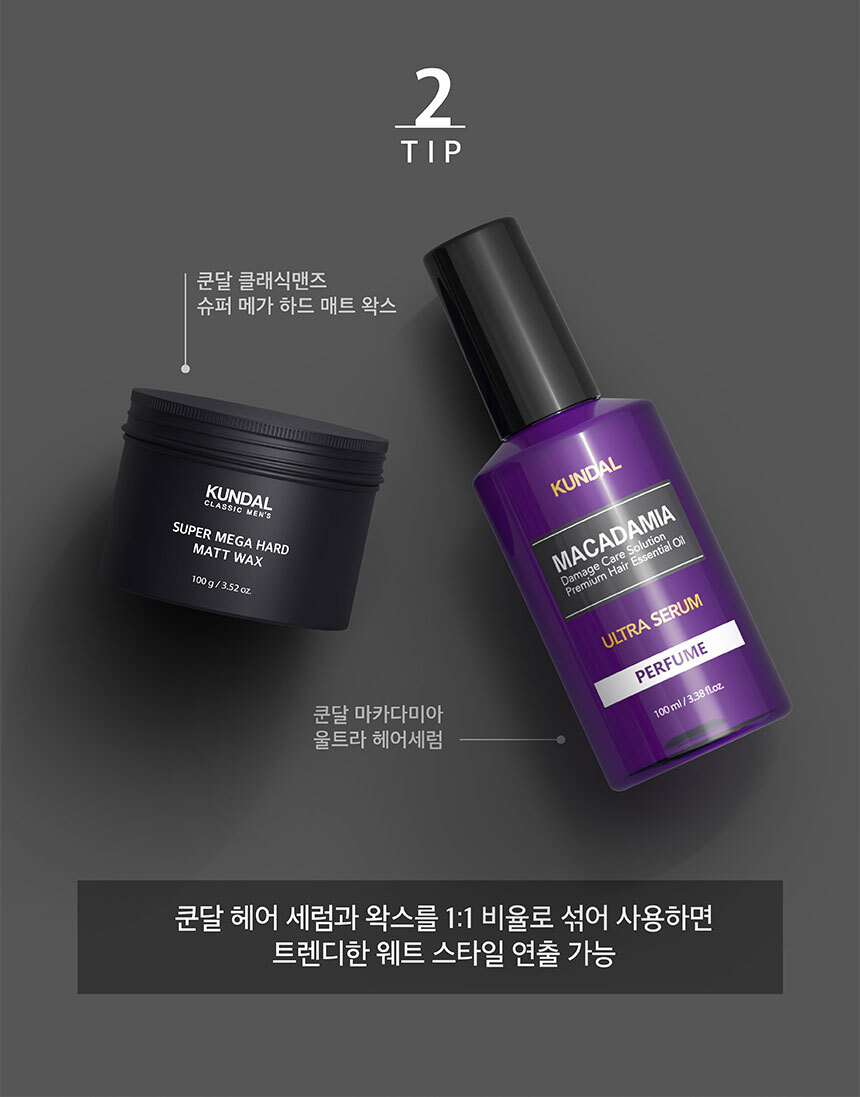 2
TIP
쿤달 클래식맨즈
슈퍼 메가 하드 매트 왁스
KUNDAL
CLASSIC MEN'S
SUPER MEGA HARD
MATT WAX
100 g / 3.52 oz.
KUNDAL
MACADAMIA
Damage Care Solution
Premium Hair Essential Oil
ULTRA SERUM
PERFUME
100 ml / 3.38 fl.oz.
쿤달 마카다미아
울트라 헤어세럼
쿤달 헤어 세럼과 왁스를 1:1 비율로 섞어 사용하면
트렌디한 웨트 스타일 연출 가능